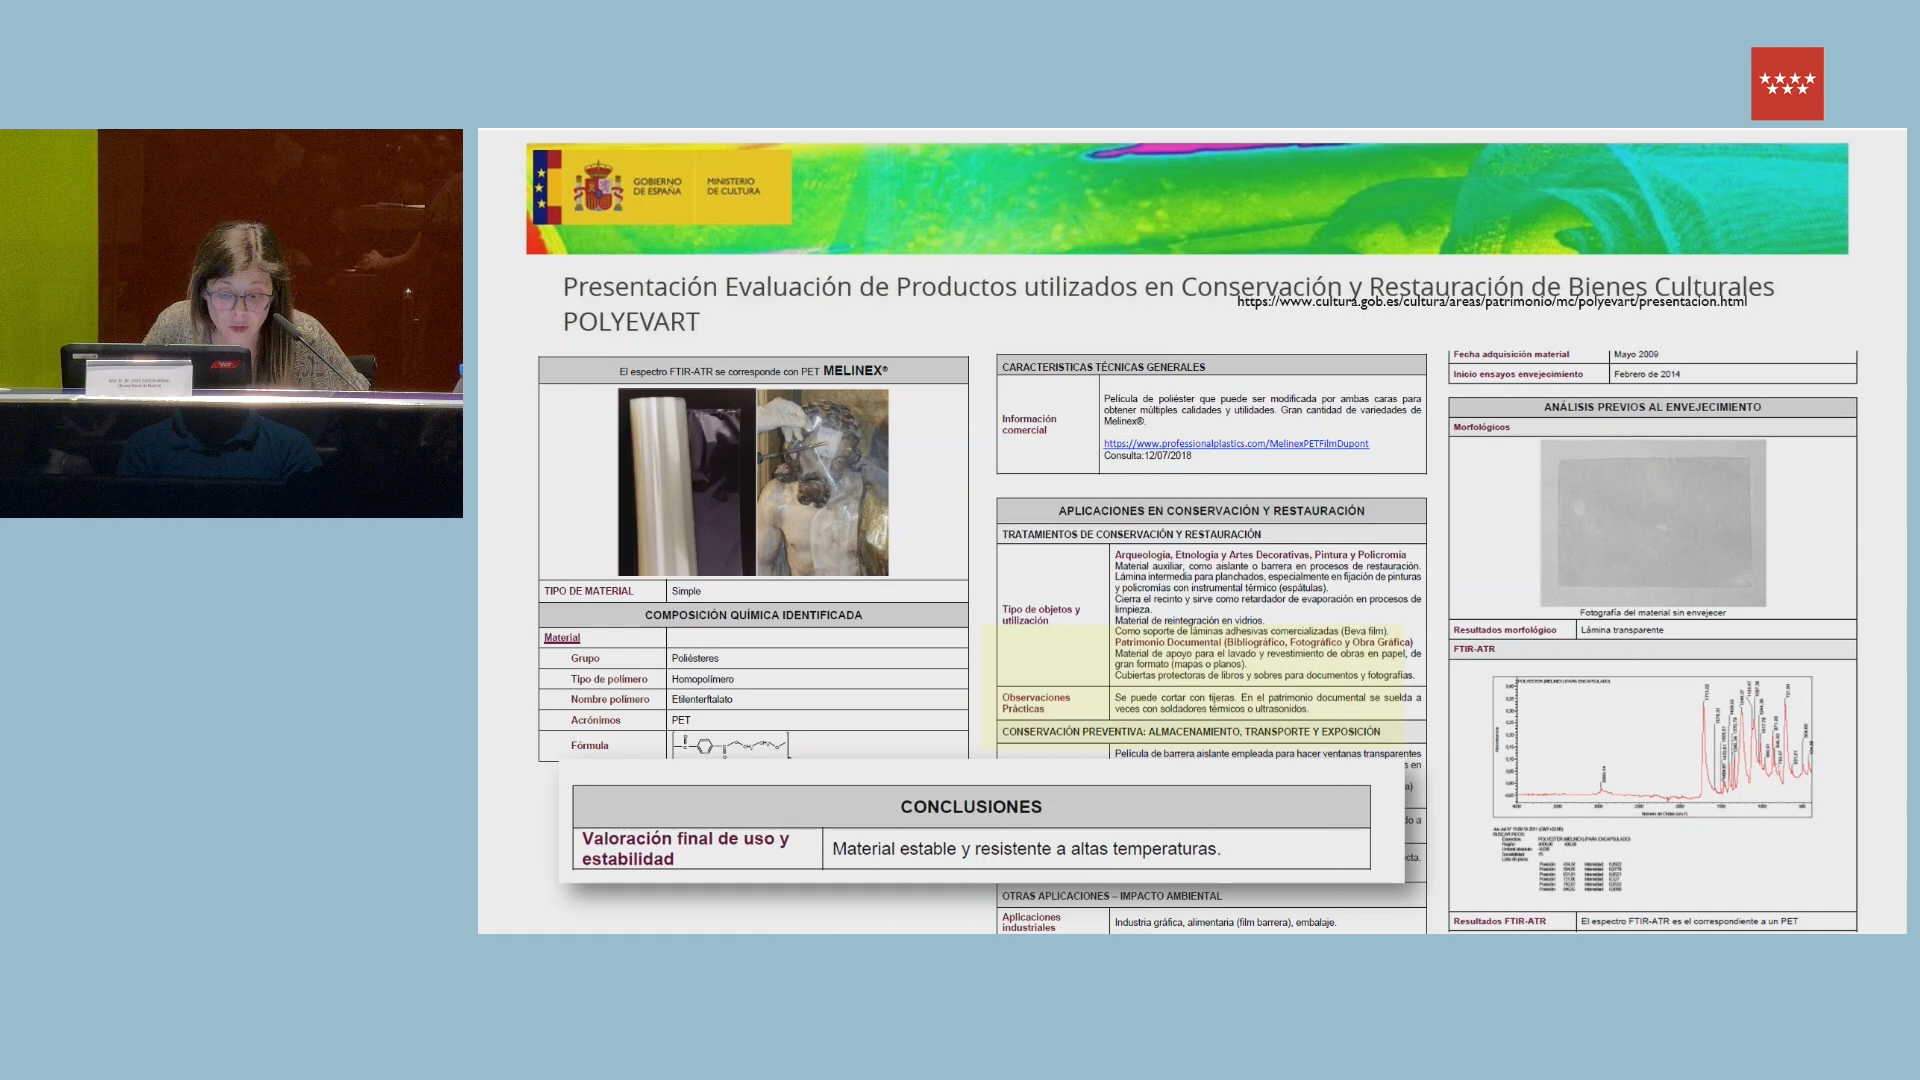 GOBIERNO
DE ESPAÑA
MINISTERIO
DE CULTURA
Presentación Evaluación de Productos utilizados en Conservación y Restauración de Bienes Culturales
https://www.cultura.gob.es/cultura/areas/patrimonio/mc/polyevart/presentacion.html
POLYEVART
El espectro FTIR-ATR se corresponde con PET MELINEX®
TIPO DE MATERIAL Simple
COMPOSICIÓN QUÍMICA IDENTIFICADA
Material
Grupo Poliésteres
Tipo de polímero Homopolímero
Nombre polímero Etilenterftalato
Acrónimos PET
Fórmula
CARACTERISTICAS TÉCNICAS GENERALES
Información
comercial
Película de poliéster que puede ser modificada por ambas caras para
obtener múltiples calidades y utilidades. Gran cantidad de variedades de
Melinex®.
https://www.professionalplastics.com/MelinexPETFilmDupont
Consulta:12/07/2018
APLICACIONES EN CONSERVACIÓN Y RESTAURACIÓN
TRATAMIENTOS DE CONSERVACIÓN Y RESTAURACIÓN
Tipo de objetos y
utilización
Arqueología, Etnología y Artes Decorativas, Pintura y Policromía
Material auxiliar, como aislante o barrera en procesos de restauración.
Lámina intermedia para planchados, especialmente en fijación de pinturas
y policromías con instrumental térmico (espátulas).
Cierra el recinto y sirve como retardador de evaporación en procesos de
limpieza.
Material de reintegración en vidrios.
Como soporte de láminas adhesivas comercializadas (Beva film).
Patrimonio Documental (Bibliográfico, Fotográfico y Obra Gráfica)
Material de apoyo para el lavado y revestimiento de obras en papel, de
gran formato (mapas o planos).
Cubiertas protectoras de libros y sobres para documentos y fotografías.
Observaciones
Prácticas
Se puede cortar con tijeras. En el patrimonio documental se suelda a
veces con soldadores térmicos o ultrasonidos.
CONSERVACIÓN PREVENTIVA: ALMACENAMIENTO, TRANSPORTE Y EXPOSICIÓN
Película de barrera aislante empleada para hacer ventanas transparentes
CONCLUSIONES
Valoración final de uso y
estabilidad
Material estable y resistente a altas temperaturas.
OTRAS APLICACIONES – IMPACTO AMBIENTAL
Aplicaciones
industriales
Industria gráfica, alimentaria (film barrera), embalaje.
Fecha adquisición material Mayo 2009
Inicio ensayos envejecimiento Febrero de 2014
ANÁLISIS PREVIOS AL ENVEJECIMIENTO
Morfológicos
Fotografía del material sin envejecer
Resultados morfológico Lámina transparente
FTIR-ATR
POLYESTER (MELINEX) (PARA ENCAPSULADO)
Resultados FTIR-ATR El espectro FTIR-ATR es el correspondiente a un PET